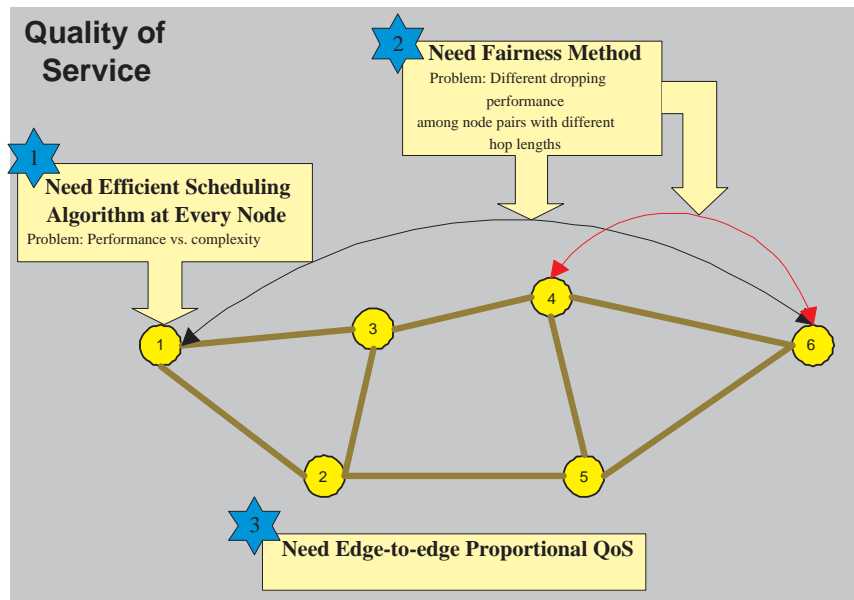 Quality of
Service
2
Need Fairness Method
Problem: Different dropping
performance
among node pairs with different
hop lengths
1
Need Efficient Scheduling
Algorithm at Every Node
Problem: Performance vs. complexity
4
3
1
6
2
5
3
Need Edge-to-edge Proportional QoS